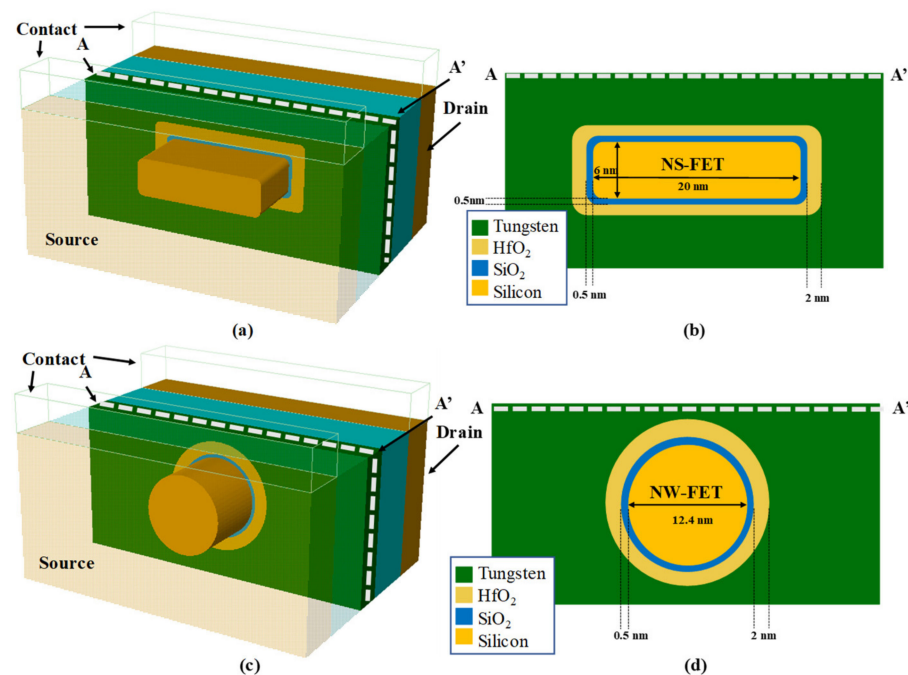 Contact
A
A'
Drain
Source
(a)
A
A'
NS-FET
6 nm
20 nm
0.5nm
Tungsten
HfO₂
SiO₂
Silicon
0.5 nm
2 nm
(b)
Contact
A
A'
Drain
Source
(c)
A
A'
NW-FET
12.4 nm
Tungsten
HfO₂
SiO₂
Silicon
0.5 nm
2 nm
(d)